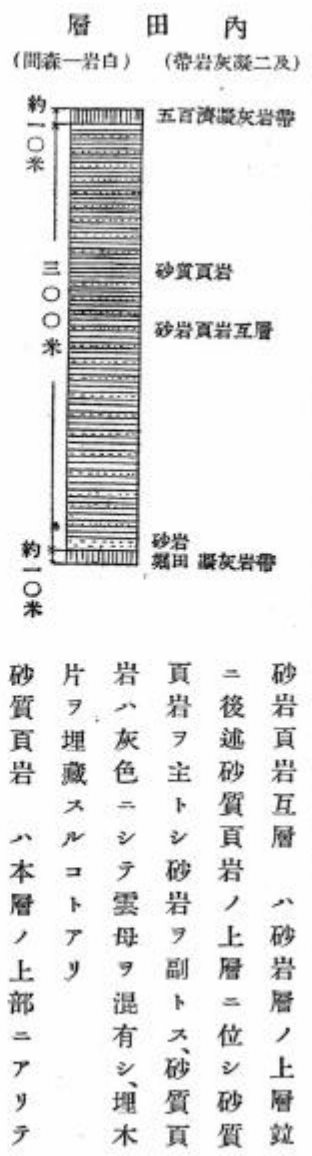 內田層
(及二凝灰岩帶) (白岩—森間)
約一〇米
五百濟凝灰岩帶
三〇〇米
砂質頁岩
砂岩頁岩互層
砂岩
約一〇米
堀田凝灰岩帶
砂岩頁岩互層 ハ砂岩層ノ上層竝
ニ後述砂質頁岩ノ上層ニ位シ砂質
頁岩ヲ主トシ砂岩ヲ副トス、砂質頁
岩ハ灰色ニシテ雲母ヲ混有シ、埋木
片ヲ埋藏スルコトアリ
砂質頁岩 ハ本層ノ上部ニアリテ